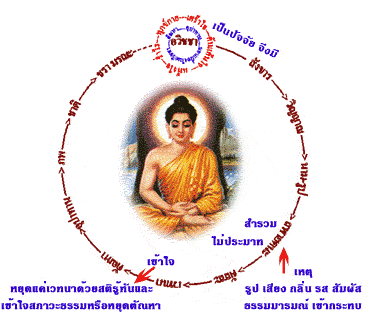 อวิชชา
เป็นปัจจัย จึงมี
สังขาร
วิญญาณ
นาม-รูป
ผัสสะ
เวทนา
ตัณหา
อุปาทาน
ภพ
ชาติ
ชรา มรณะ
สำรวม
ไม่ประมาท
เหตุ
รูป เสียง กลิ่น รส สัมผัส
ธรรมมารมณ์ เข้ากระทบ
เข้าใจ
หยุดแค่เวทนาด้วยสติรู้ทันและ
เข้าใจสภาวะธรรมหรือหยุดตัณหา